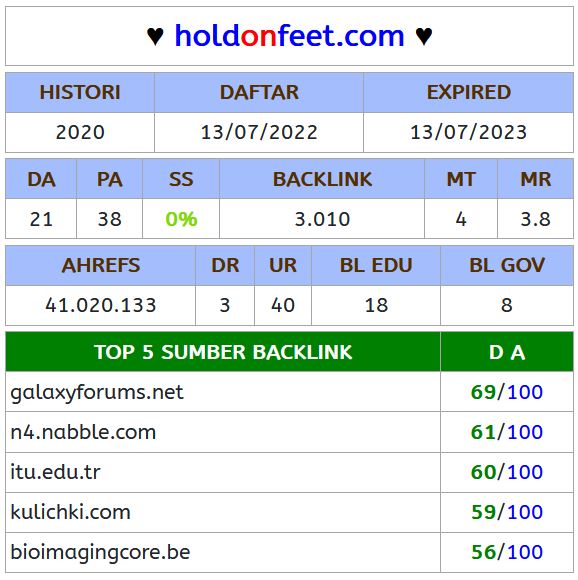 ♥ holdonfeet.com ♥
HISTORI DAFTAR EXPIRED
2020 13/07/2022 13/07/2023
DA PA SS BACKLINK MT MR
21 38 0% 3.010 4 3.8
AHREFS DR UR BL EDU BL GOV
41.020.133 3 40 18 8
TOP 5 SUMBER BACKLINK D A
galaxyforums.net 69/100
n4.nabble.com 61/100
itu.edu.tr 60/100
kulichki.com 59/100
bioimagingcore.be 56/100